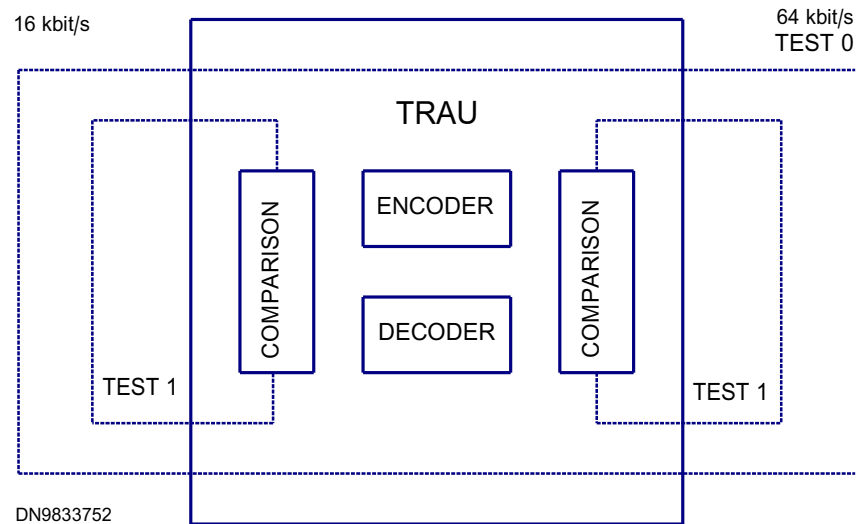 16 kbit/s
64 kbit/s
TEST 0
TRAU
COMPARISON
ENCODER
COMPARISON
DECODER
TEST 1
TEST 1
DN9833752